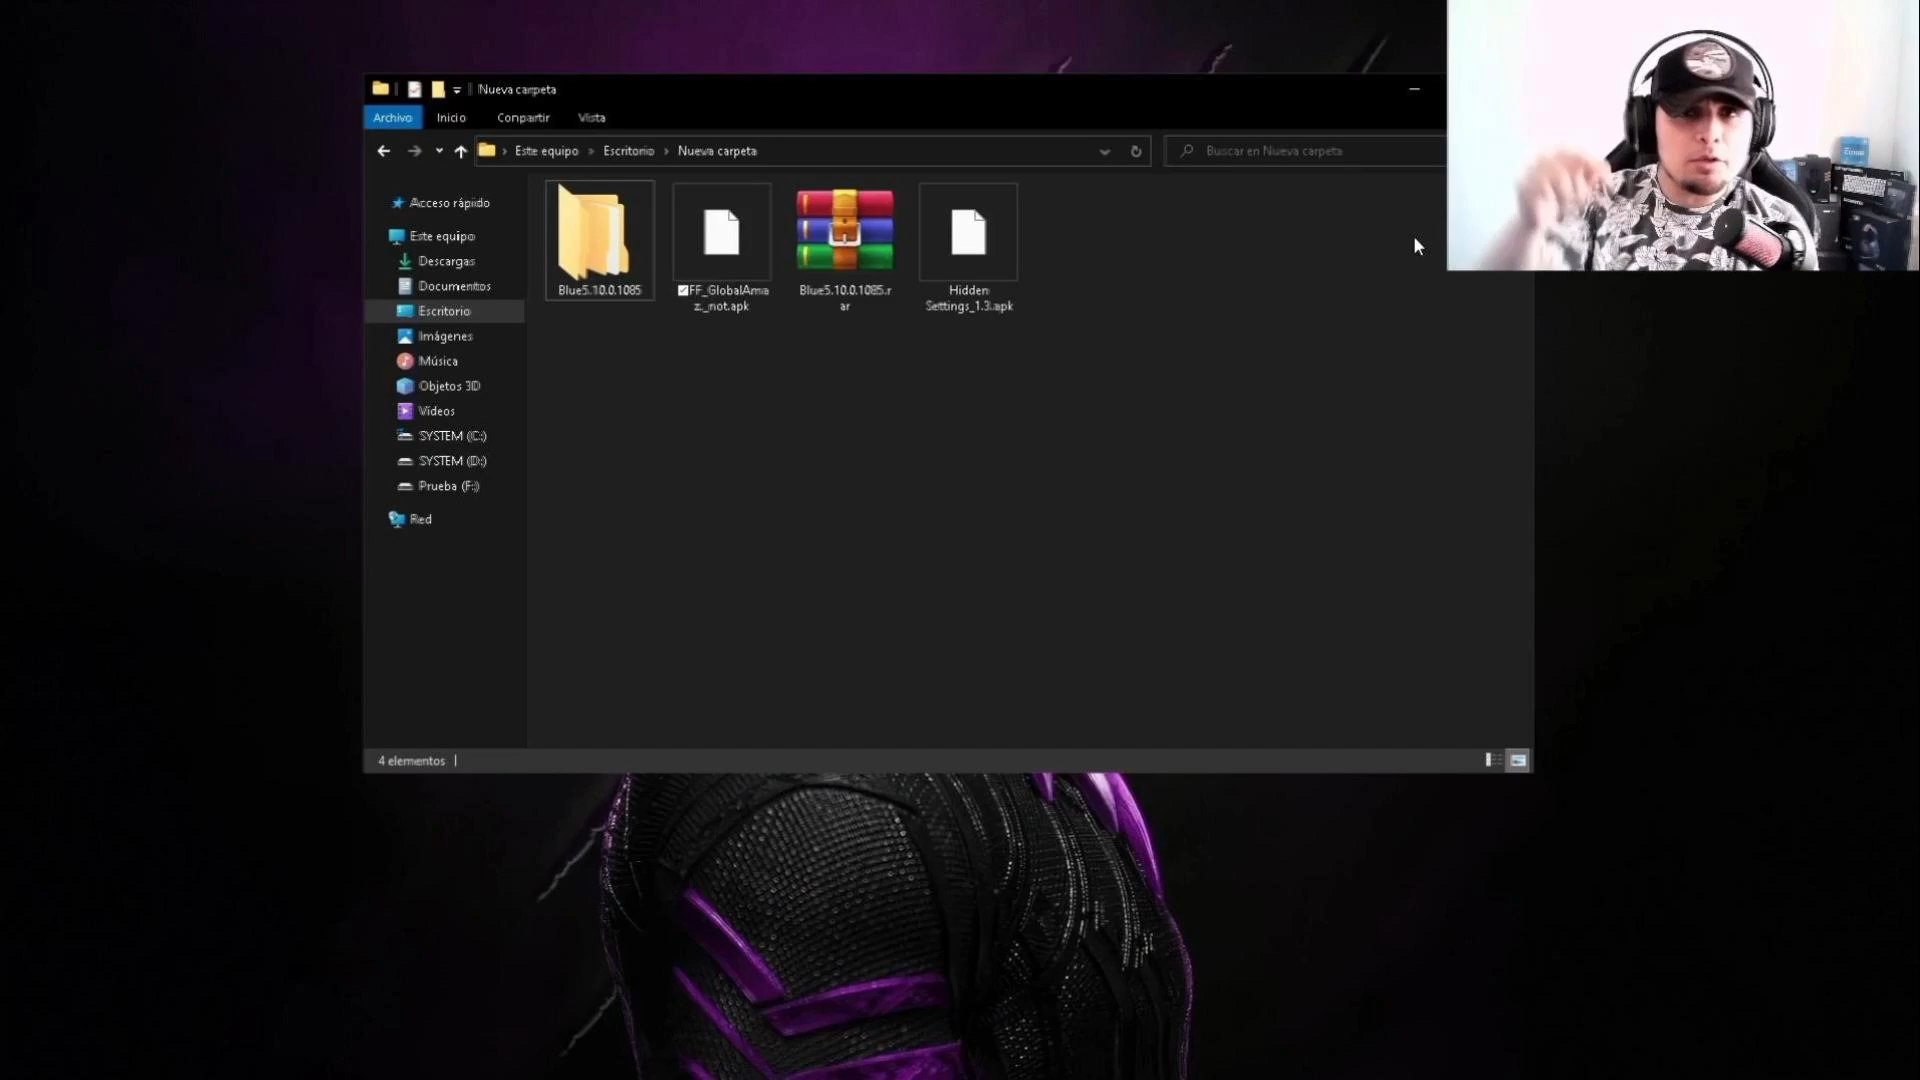 Nueva carpeta
Archivo Inicio Compartir Vista
Este equipo Escritorio Nueva carpeta
Buscar en Nueva carpeta
Acceso rápido
Este equipo
Descargas
Documentos
Escritorio
Imágenes
Música
Objetos 3D
Vídeos
SYSTEM (C:)
SYSTEM (D:)
Prueba (F:)
Red
Blue5.10.0.1085
FF_GlobalAma
z._not.apk
Blue5.10.0.1085.r
ar
Hidden
Settings_1.3.apk
4 elementos